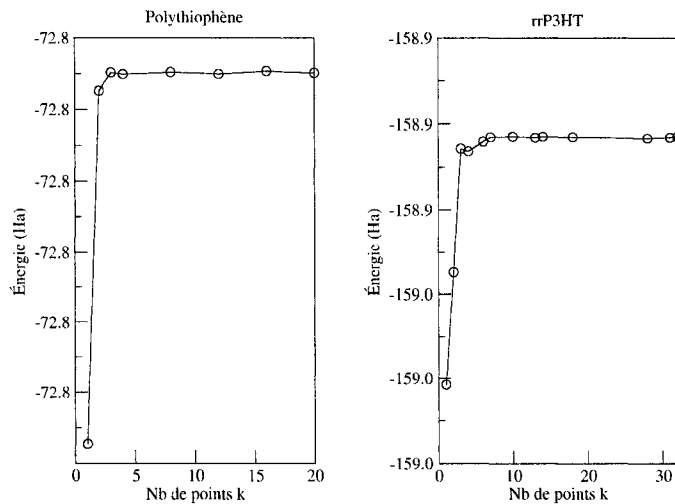 Polythiophène
-72.8
-72.8
-72.8
-72.8
-72.8
-72.8
Énergie (Ha)
0 5 10 15 20
Nb de points k
rrP3HT
-158.9
-158.9
-158.9
-159.0
-159.0
-159.0
Énergie (Ha)
0 10 20 30
Nb de points k